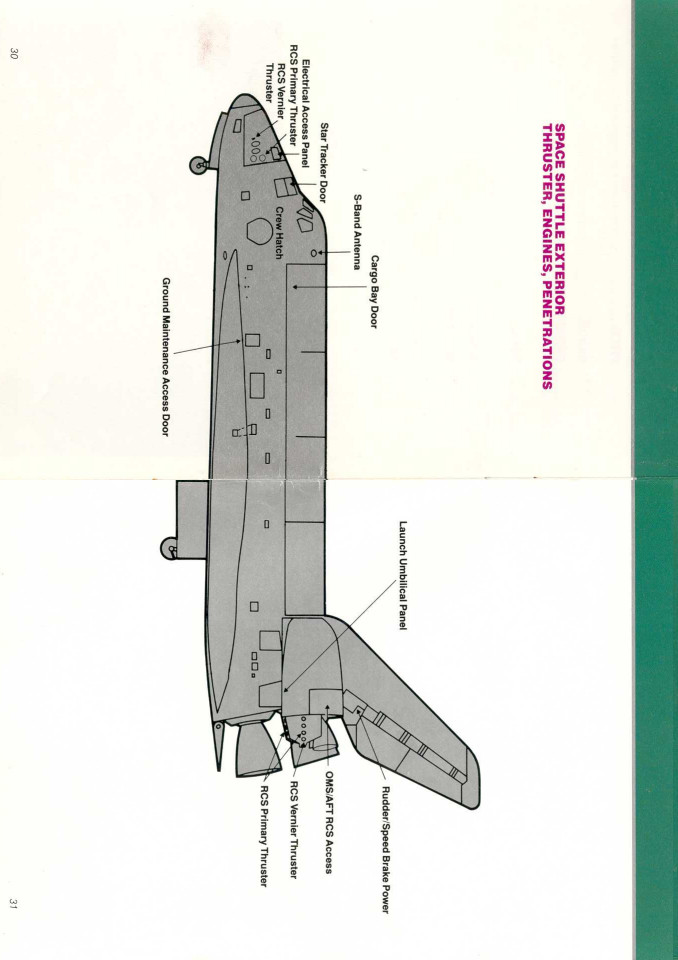 SPACE SHUTTLE EXTERIOR
THRUSTER, ENGINES, PENETRATIONS
Electrical Access Panel
RCS Primary Thruster
RCS Vernier
Thruster
Star Tracker Door
S-Band Antenna
Cargo Bay Door
Crew Hatch
Ground Maintenance Access Door
Launch Umbilical Panel
Rudder/Speed Brake Power
OMS/AFT RCS Access
RCS Vernier Thruster
RCS Primary Thruster
30
31